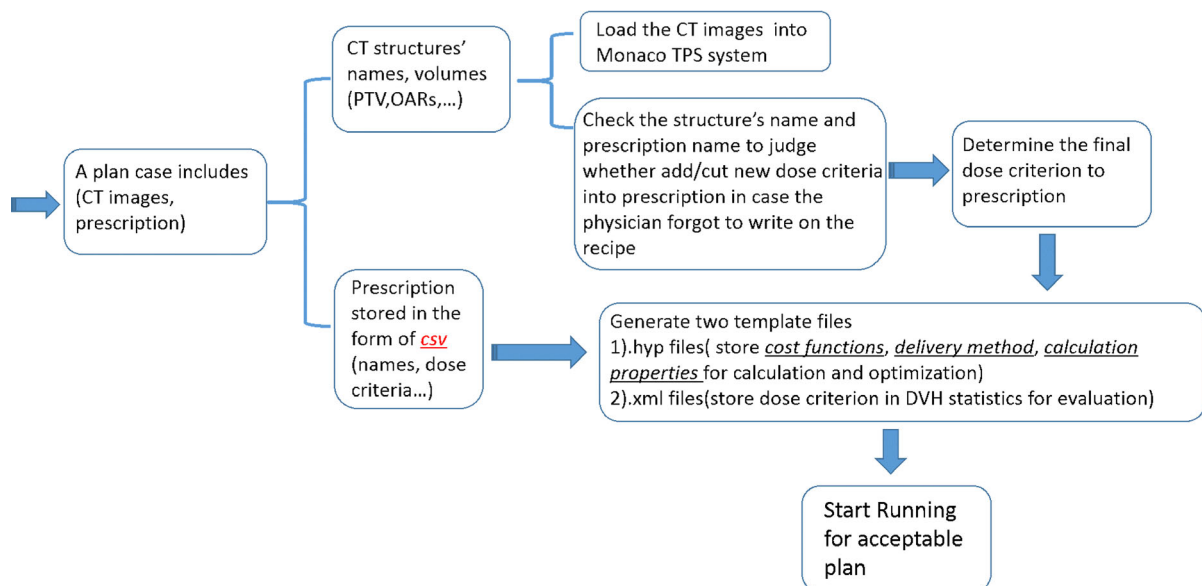 A plan case includes
(CT images,
prescription)
CT structures'
names, volumes
(PTV,OARs,...)
Load the CT images into
Monaco TPS system
Check the structure's name and
prescription name to judge
whether add/cut new dose criteria
into prescription in case the
physician forgot to write on the
recipe
Determine the final
dose criterion to
prescription
Prescription
stored in the
form of csv
(names, dose
criteria...)
Generate two template files
1).hyp files( store cost functions, delivery method, calculation
properties for calculation and optimization)
2).xml files(store dose criterion in DVH statistics for evaluation)
Start Running
for acceptable
plan